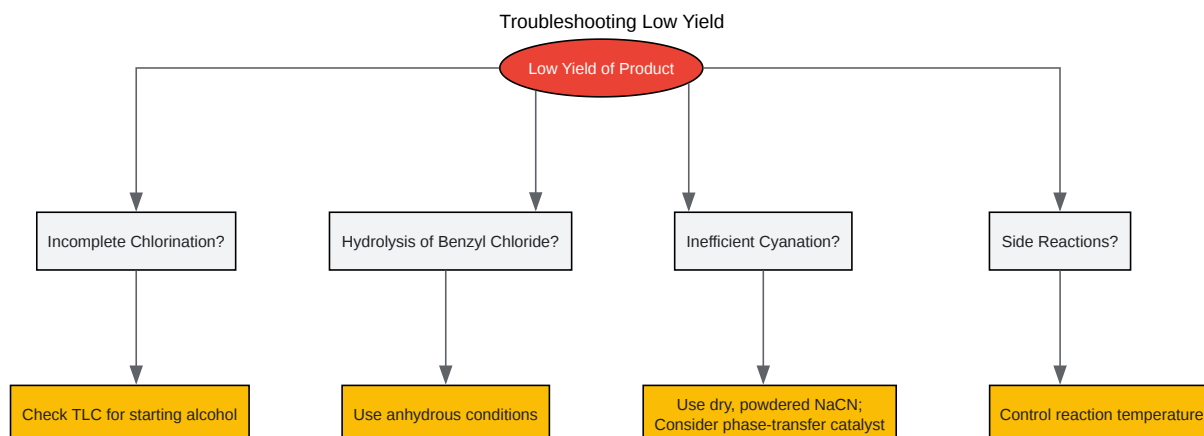 Troubleshooting Low Yield
Low Yield of Product
Incomplete Chlorination?
Hydrolysis of Benzyl Chloride?
Inefficient Cyanation?
Side Reactions?
Check TLC for starting alcohol
Use anhydrous conditions
Use dry, powdered NaCN;
Consider phase-transfer catalyst
Control reaction temperature